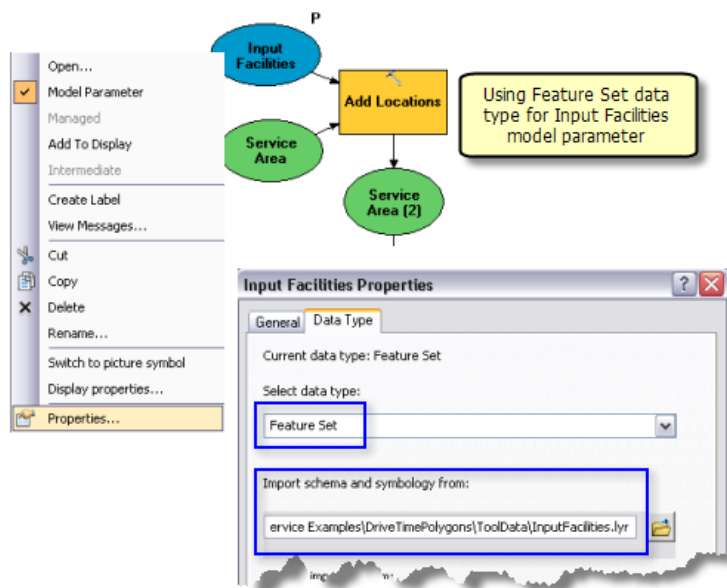 P
Input
Facilities
Add Locations
Service
Area
Service
Area (2)
Using Feature Set data
type for Input Facilities
model parameter
Open...
Model Parameter
Managed
Add To Display
Intermediate
Create Label
View Messages...
Cut
Copy
Delete
Rename...
Switch to picture symbol
Display properties...
Properties...
Input Facilities Properties
General
Data Type
Current data type: Feature Set
Select data type:
Feature Set
Import schema and symbology from:
ervice Examples\DriveTimePolygons\ToolData\InputFacilities.lyr